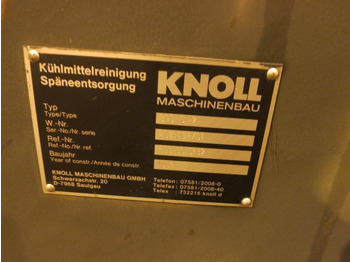 Kühlmittelreinigung
Späneentsorgung
KNOLL
MASCHINENBAU
Typ
Type/Type
W.-Nr.
Ser.-No./Nr. serie
Ref.-Nr.
Ref.-No./Nr. ref.
Baujahr
Year of constr./Année de constr.
KNOLL MASCHINENBAU GMBH
Schwarzachstr. 20
D-7968 Saulgau
Telefon: 07581/2008-0
Telefax: 07581/2008-40
Telex: 732215 knoll d